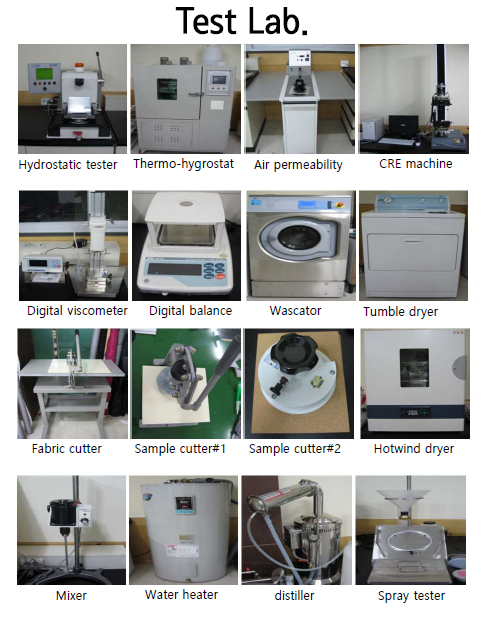 Test Lab.
Hydrostatic tester
Thermo-hygrostat
Air permeability
CRE machine
Digital viscometer
Digital balance
Wascator
Tumble dryer
Fabric cutter
Sample cutter#1
Sample cutter#2
Hotwind dryer
Mixer
Water heater
distiller
Spray tester